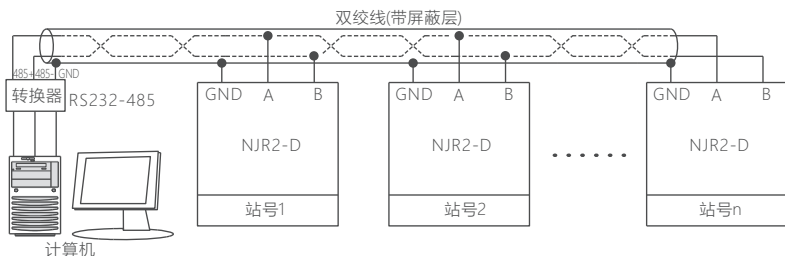 双绞线(带屏蔽层)
485+ 485- GND
转换器 RS232-485
GND A B
GND A B
GND A B
NJR2-D
NJR2-D
NJR2-D
······
站号1
站号2
站号n
计算机